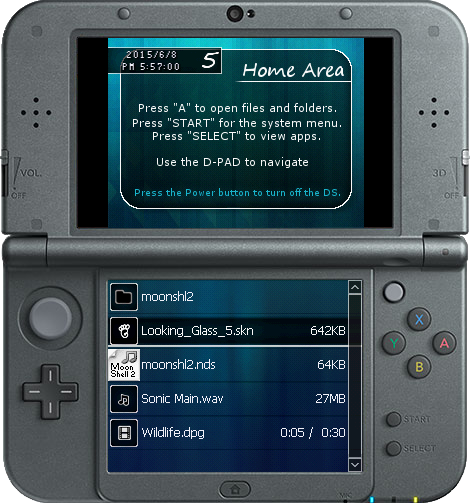 2015/6/8
PM 5:57:00
5
Home Area
Press "A" to open files and folders.
Press "START" for the system menu.
Press "SELECT" to view apps.
Use the D-PAD to navigate
Press the Power button to turn off the DS.
VOL.
OFF
3D
OFF
moonshl2
Looking_Glass_5.skn 642KB
Moon Shell 2
moonshl2.nds 64KB
Sonic Main.wav 27MB
Wildlife.dpg 0:05 / 0:30
X
Y
A
B
START
SELECT
MIC